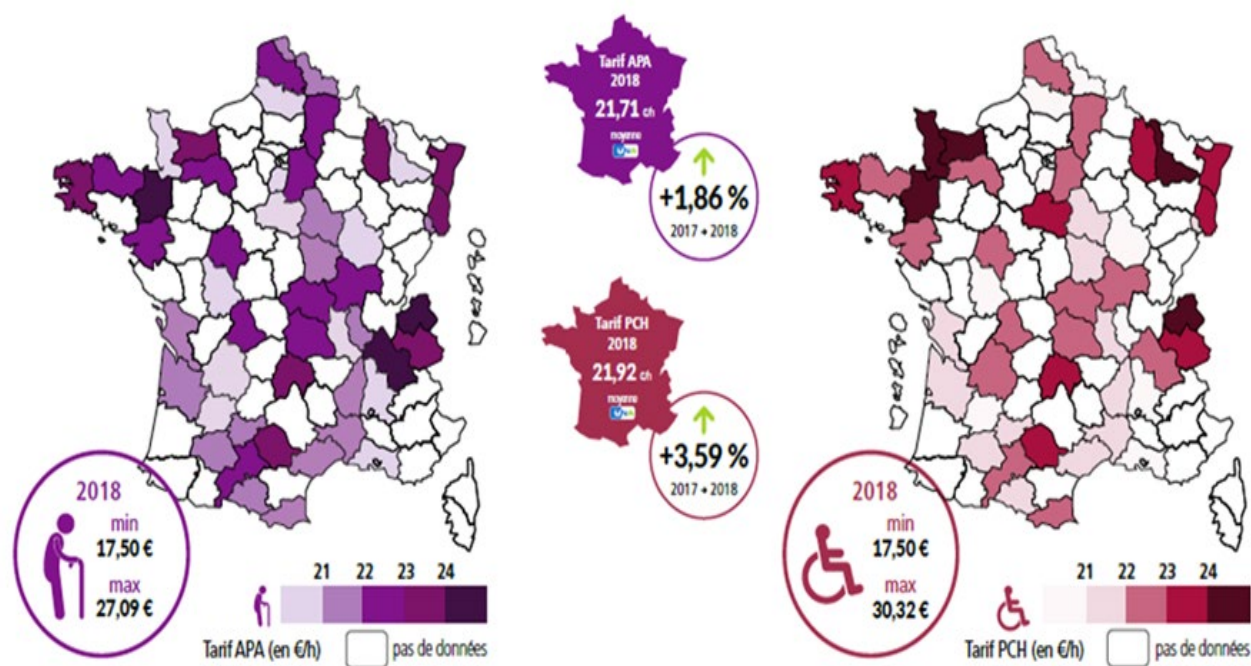 Tarif APA
2018
21,71 €/h
moyenne
UNA
+1,86 %
2017 → 2018
Tarif PCH
2018
21,92 €/h
moyenne
UNA
+3,59 %
2017 → 2018
2018
min
17,50 €
max
27,09 €
21 22 23 24
Tarif APA (en €/h)
pas de données
2018
min
17,50 €
max
30,32 €
21 22 23 24
Tarif PCH (en €/h)
pas de données